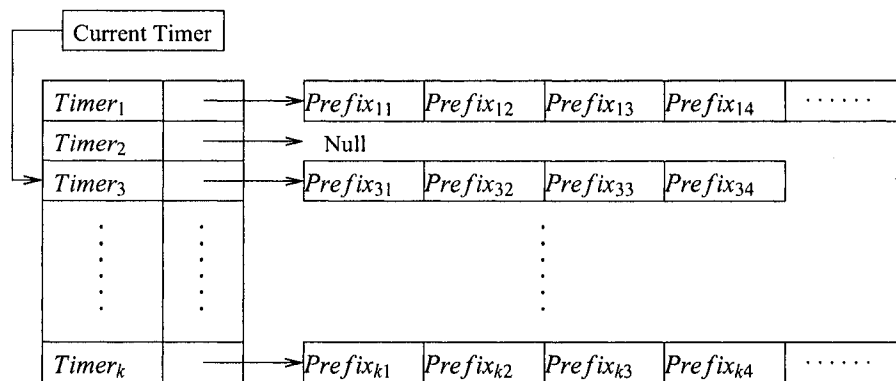 Current Timer
Timer₁ Prefix₁₁ Prefix₁₂ Prefix₁₃ Prefix₁₄ ······
Timer₂ Null
Timer₃ Prefix₃₁ Prefix₃₂ Prefix₃₃ Prefix₃₄
Timerₖ Prefixₖ₁ Prefixₖ₂ Prefixₖ₃ Prefixₖ₄ ······